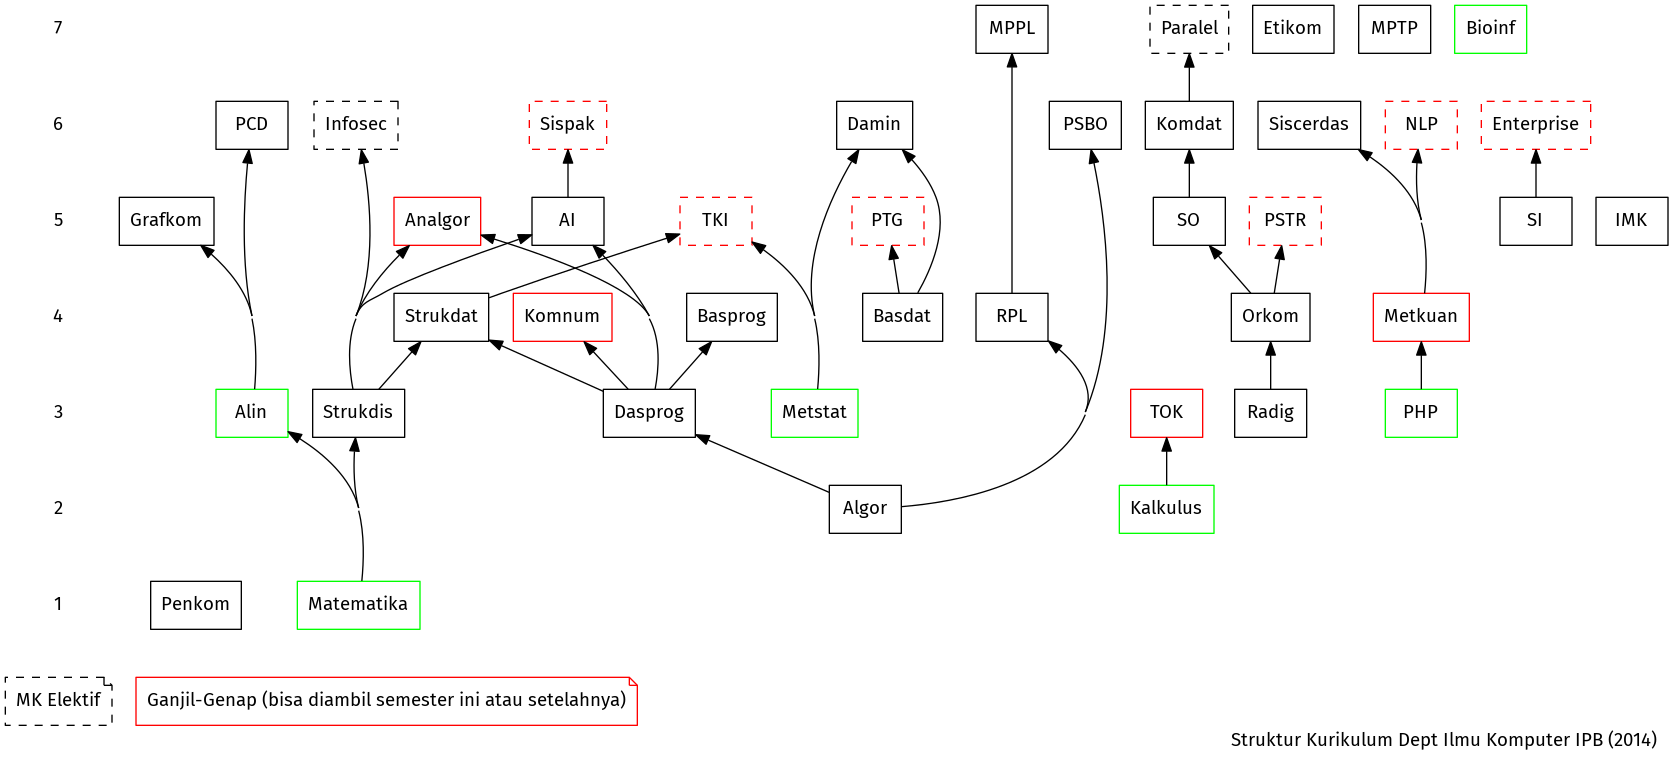 7 MPPL Paralel Etikom MPTP Bioinf
6 PCD Infosec Sispak Damin PSBO Komdat Siscerdas NLP Enterprise
5 Grafkom Analgor AI TKI PTG SO PSTR SI IMK
4 Strukdat Komnum Basprog Basdat RPL Orkom Metkuan
3 Alin Strukdis Dasprog Metstat TOK Radig PHP
2 Algor Kalkulus
1 Penkom Matematika
MK Elektif Ganjil-Genap (bisa diambil semester ini atau setelahnya)
Struktur Kurikulum Dept Ilmu Komputer IPB (2014)